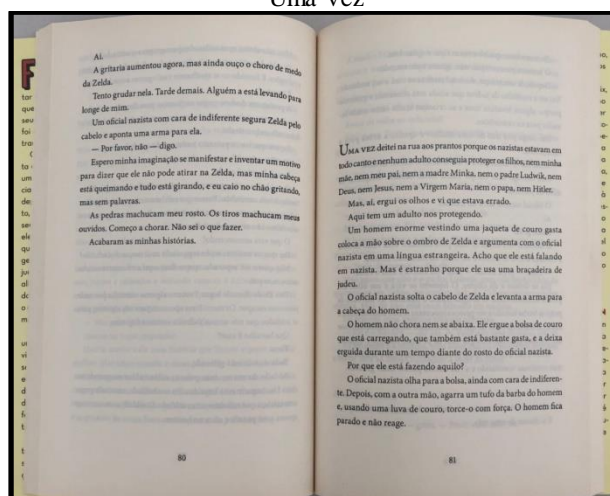 Uma vez
Ai.
A gritaria aumentou agora, mas ainda ouço o choro de medo
da Zelda.
Tento grudar nela. Tarde demais. Alguém a está levando para
longe de mim.
Um oficial nazista com cara de indiferente segura Zelda pelo
cabelo e aponta uma arma para ela.
— Por favor, não — digo.
Espero minha imaginação se manifestar e inventar um motivo
para dizer que ele não pode atirar na Zelda, mas minha cabeça
está queimando e tudo está girando, e eu caio no chão gritando,
mas sem palavras.
As pedras machucam meu rosto. Os tiros machucam meus
ouvidos. Começo a chorar. Não sei o que fazer.
Acabaram as minhas histórias.
80
UMA VEZ deitei na rua aos prantos porque os nazistas estavam em
todo canto e nenhum adulto conseguia proteger os filhos, nem minha
mãe, nem meu pai, nem a madre Minka, nem o padre Ludwik, nem
Deus, nem Jesus, nem a Virgem Maria, nem o papa, nem Hitler.
Mas, aí, ergui os olhos e vi que estava errado.
Aqui tem um adulto nos protegendo.
Um homem enorme vestindo uma jaqueta de couro gasta
coloca a mão sobre o ombro de Zelda e argumenta com o oficial
nazista em uma língua estrangeira. Acho que ele está falando
em nazista. Mas é estranho porque ele usa uma braçadeira de
judeu.
O oficial nazista solta o cabelo de Zelda e levanta a arma para
a cabeça do homem.
O homem não chora nem se abaixa. Ele ergue a bolsa de couro
que está carregando, que também está bastante gasta, e a deixa
erguida durante um tempo diante do rosto do oficial nazista.
Por que ele está fazendo aquilo?
O oficial nazista olha para a bolsa, ainda com cara de indiferen-
te. Depois, com a outra mão, agarra um tufo da barba do homem
e, usando uma luva de couro, torce-o com força. O homem fica
parado e não reage.
81